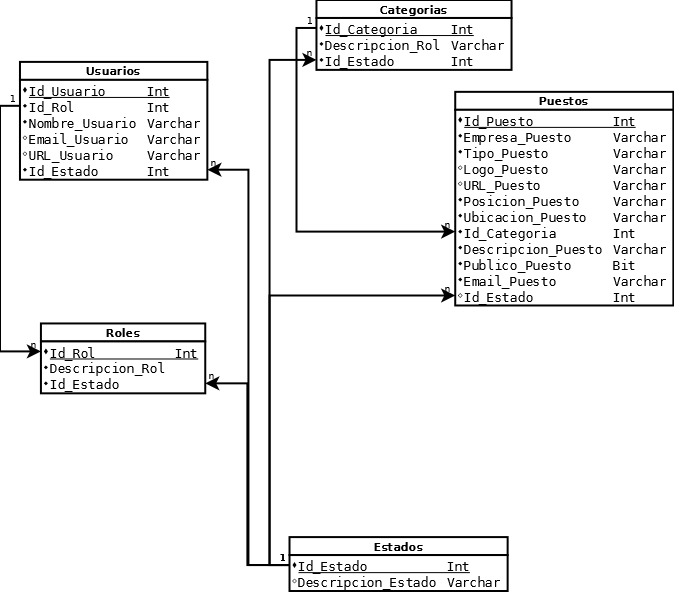 Categorias
Id_Categoria Int
Descripcion_Rol Varchar
Id_Estado Int
1
n
Usuarios
Id_Usuario Int
Id_Rol Int
Nombre_Usuario Varchar
Email_Usuario Varchar
URL_Usuario Varchar
Id_Estado Int
1
n
Puestos
Id_Puesto Int
Empresa_Puesto Varchar
Tipo_Puesto Varchar
Logo_Puesto Varchar
URL_Puesto Varchar
Posicion_Puesto Varchar
Ubicacion_Puesto Varchar
Id_Categoria Int
Descripcion_Puesto Varchar
Publico_Puesto Bit
Email_Puesto Varchar
Id_Estado Int
n
n
Roles
Id_Rol Int
Descripcion_Rol
Id_Estado
n
n
Estados
Id_Estado Int
Descripcion_Estado Varchar
1